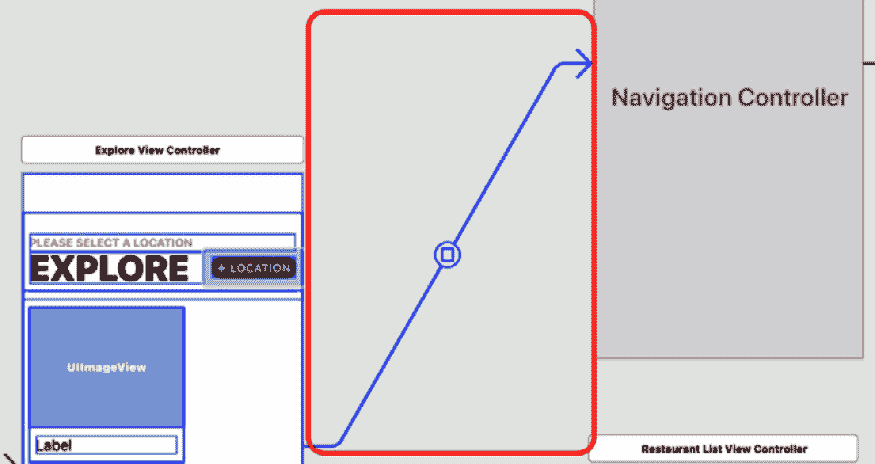 Navigation Controller
Explore View Controller
PLEASE SELECT A LOCATION
EXPLORE
+ LOCATION
UIImageView
Label
Restaurant List View Controller